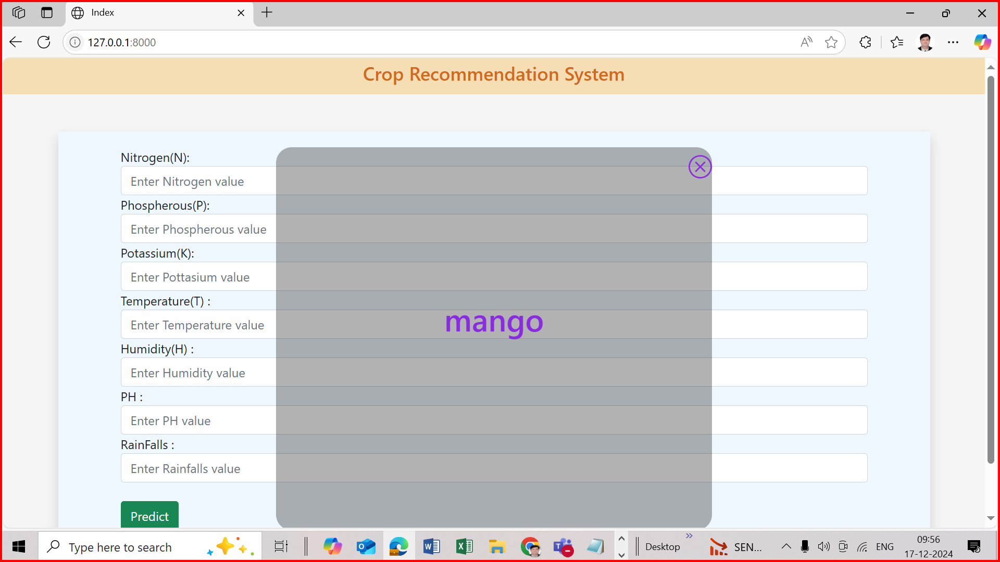 Index
127.0.0.1:8000
Crop Recommendation System
Nitrogen(N):
Enter Nitrogen value
Phospherous(P):
Enter Phospherous value
Potassium(K):
Enter Pottasium value
Temperature(T) :
Enter Temperature value
mango
Humidity(H) :
Enter Humidity value
PH :
Enter PH value
RainFalls :
Enter Rainfalls value
Predict
Type here to search
Desktop
SEN...
ENG
09:56
17-12-2024